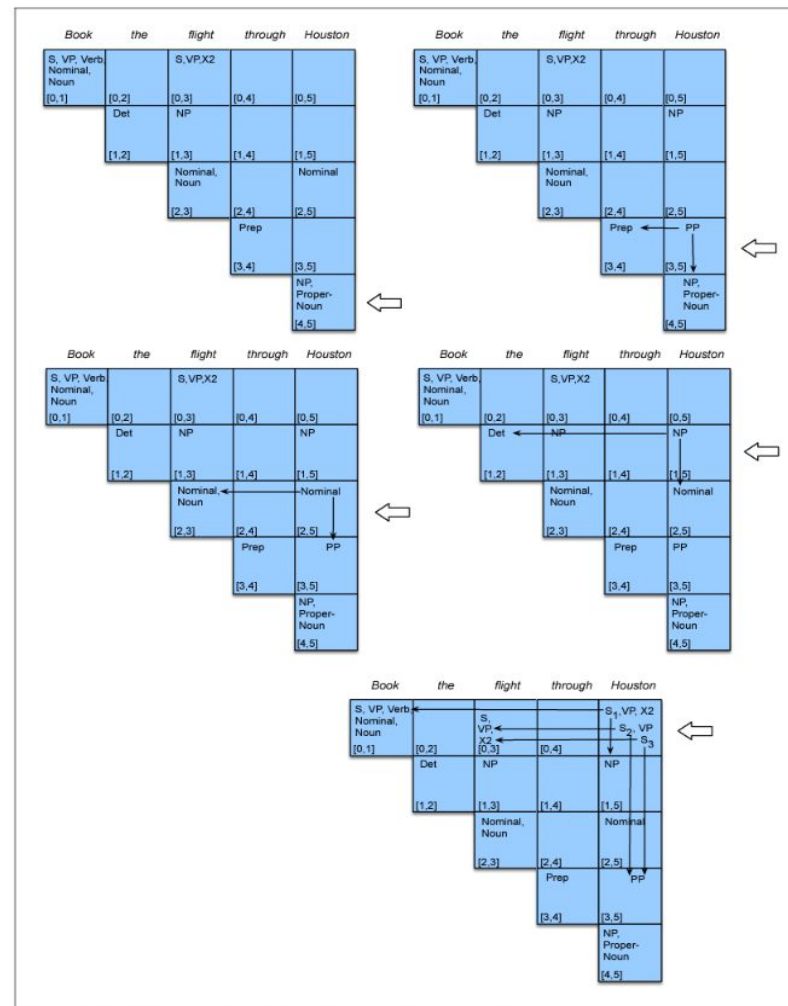 Book the flight through Houston
S, VP, Verb, S,VP,X2
Nominal,
Noun
[0,1] [0,2] [0,3] [0,4] [0,5]
Det NP
[1,2] [1,3] [1,4] [1,5]
Nominal, Nominal
Noun
[2,3] [2,4] [2,5]
Prep
[3,4] [3,5]
NP,
Proper-
Noun
[4,5]
Book the flight through Houston
S, VP, Verb, S,VP,X2
Nominal,
Noun
[0,1] [0,2] [0,3] [0,4] [0,5]
Det NP NP
[1,2] [1,3] [1,4] [1,5]
Nominal,
Noun
[2,3] [2,4] [2,5]
Prep PP
[3,4] [3,5]
NP,
Proper-
Noun
[4,5]
Book the flight through Houston
S, VP, Verb, S,VP,X2
Nominal,
Noun
[0,1] [0,2] [0,3] [0,4] [0,5]
Det NP NP
[1,2] [1,3] [1,4] [1,5]
Nominal, Nominal
Noun
[2,3] [2,4] [2,5]
Prep PP
[3,4] [3,5]
NP,
Proper-
Noun
[4,5]
Book the flight through Houston
S, VP, Verb, S,VP,X2
Nominal,
Noun
[0,1] [0,2] [0,3] [0,4] [0,5]
Det NP NP
[1,2] [1,3] [1,4] [1,5]
Nominal, Nominal
Noun
[2,3] [2,4] [2,5]
Prep PP
[3,4] [3,5]
NP,
Proper-
Noun
[4,5]
Book the flight through Houston
S, VP, Verb, S₁, VP, X2
Nominal, S,
Noun VP, S₂, VP
X2 S₃
[0,1] [0,2] [0,3] [0,4]
Det NP NP
[1,2] [1,3] [1,4] [1,5]
Nominal, Nominal
Noun
[2,3] [2,4] [2,5]
Prep PP
[3,4] [3,5]
NP,
Proper-
Noun
[4,5]